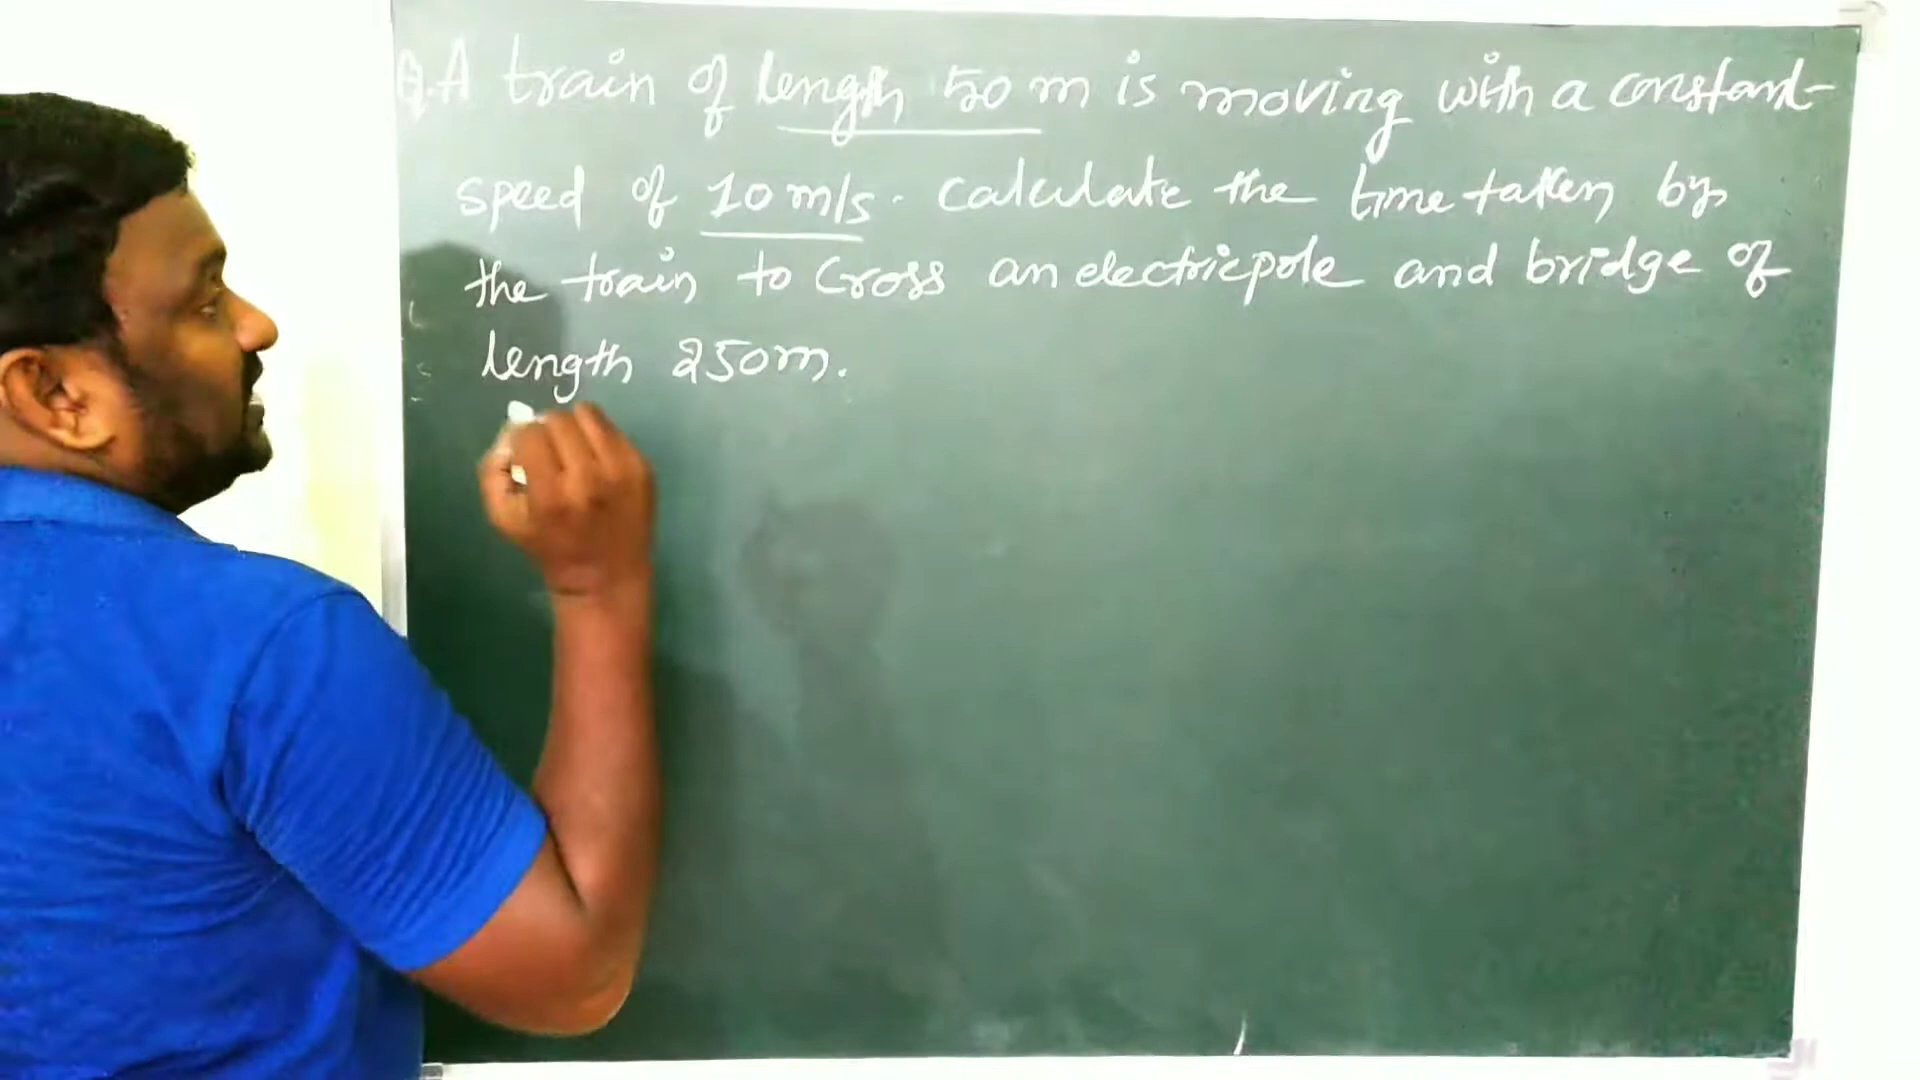 Q. A train of length 50 m is moving with a constant
speed of 10 m/s. calculate the time taken by
the train to cross an electricpole and bridge of
length 250m.